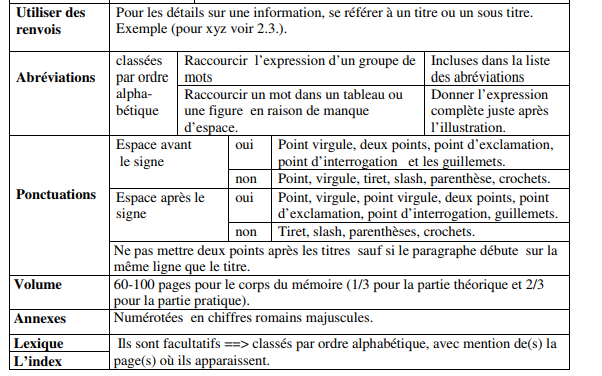 Utiliser des renvois
Pour les détails sur une information, se référer à un titre ou un sous titre.
Exemple (pour xyz voir 2.3.).
Abréviations
classées
par ordre
alpha-
bétique
Raccourcir l’expression d’un groupe de
mots
Incluses dans la liste
des abréviations
Raccourcir un mot dans un tableau ou
une figure en raison de manque
d’espace.
Donner l’expression
complète juste après
l’illustration.
Ponctuations
Espace avant
le signe
oui
Point virgule, deux points, point d’exclamation,
point d’interrogation et les guillemets.
non
Point, virgule, tiret, slash, parenthèse, crochets.
Espace après le
signe
oui
Point, virgule, point virgule, deux points, point
d’exclamation, point d’interrogation, guillemets.
non
Tiret, slash, parenthèses, crochets.
Ne pas mettre deux points après les titres sauf si le paragraphe débute sur la
même ligne que le titre.
Volume
60-100 pages pour le corps du mémoire (1/3 pour la partie théorique et 2/3
pour la partie pratique).
Annexes
Numérotées en chiffres romains majuscules.
Lexique
L’index
Ils sont facultatifs ==> classés par ordre alphabétique, avec mention de(s) la
page(s) où ils apparaissent.